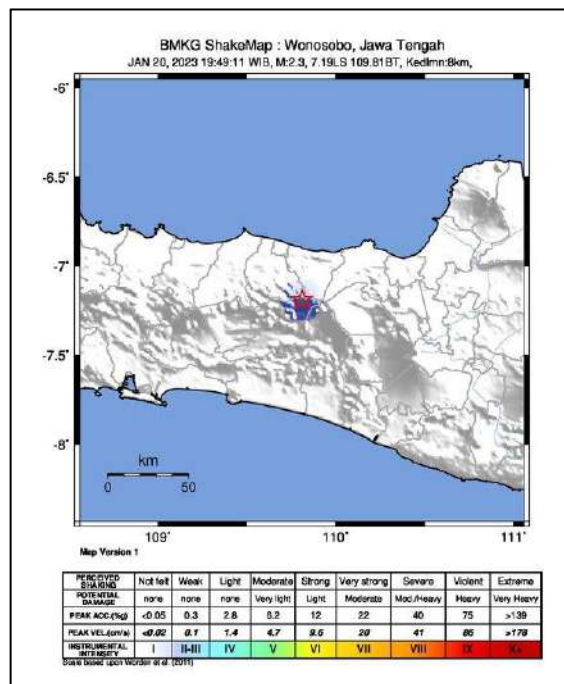 BMKG ShakeMap : Wonosobo, Jawa Tengah
JAN 20, 2023 19:49:11 WIB, M:2.3, 7.19LS 109.81BT, Kedlmn:8km,
-6˚
-6.5˚
-7˚
-7.5˚
-8˚
km
0 50
109˚ 110˚ 111˚
Map Version 1
PERCEIVED SHAKING Not felt Weak Light Moderate Strong Very strong Severe Violent Extreme
POTENTIAL DAMAGE none none none Very light Light Moderate Mod./Heavy Heavy Very Heavy
PEAK ACC.(%g) <0.05 0.3 2.8 6.2 12 22 40 75 >139
PEAK VEL.(cm/s) <0.02 0.1 1.4 4.7 9.6 20 41 86 >178
INSTRUMENTAL INTENSITY I II-III IV V VI VII VIII IX X+
Scale based upon Worden et al. (2011)